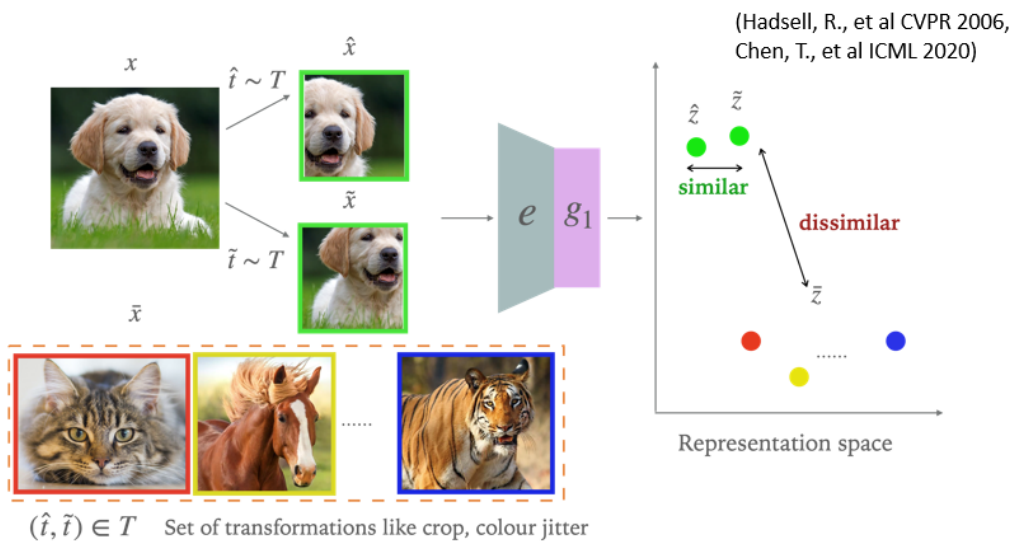 (Hadsell, R., et al CVPR 2006,
Chen, T., et al ICML 2020)
x
t̂ ∼ T
x̂
t̃ ∼ T
x̃
x̄
e
g₁
ẑ
z̃
similar
dissimilar
z̄
......
......
Representation space
(t̂, t̃) ∈ T Set of transformations like crop, colour jitter